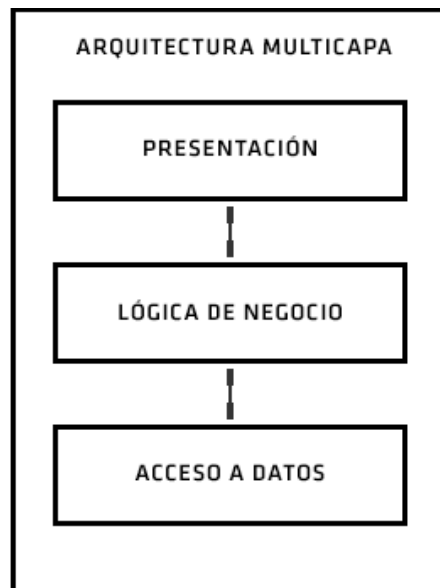 ARQUITECTURA MULTICAPA
PRESENTACIÓN
LÓGICA DE NEGOCIO
ACCESO A DATOS